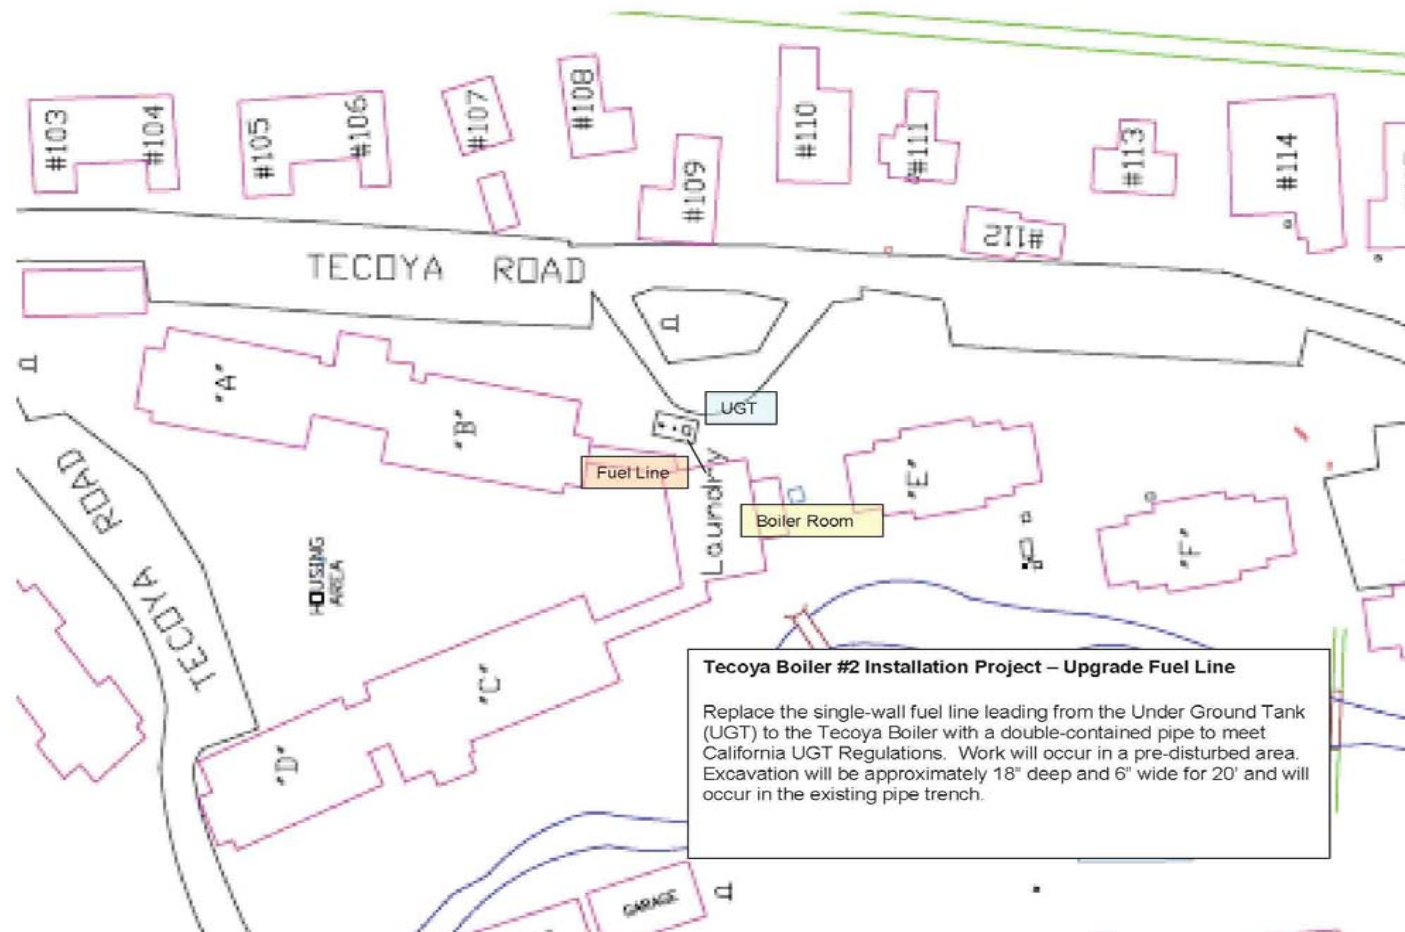 #103
#104
#105
#106
#107
#108
#109
#110
#111
#112
#113
#114
TECOYA ROAD
"A"
"B"
UGT
Fuel Line
Laundry
Boiler Room
"E"
"F"
TECOYA ROAD
HOUSING
AREA
"C"
"D"
Tecoya Boiler #2 Installation Project – Upgrade Fuel Line
Replace the single-wall fuel line leading from the Under Ground Tank
(UGT) to the Tecoya Boiler with a double-contained pipe to meet
California UGT Regulations. Work will occur in a pre-disturbed area.
Excavation will be approximately 18" deep and 6" wide for 20' and will
occur in the existing pipe trench.
GARAGE